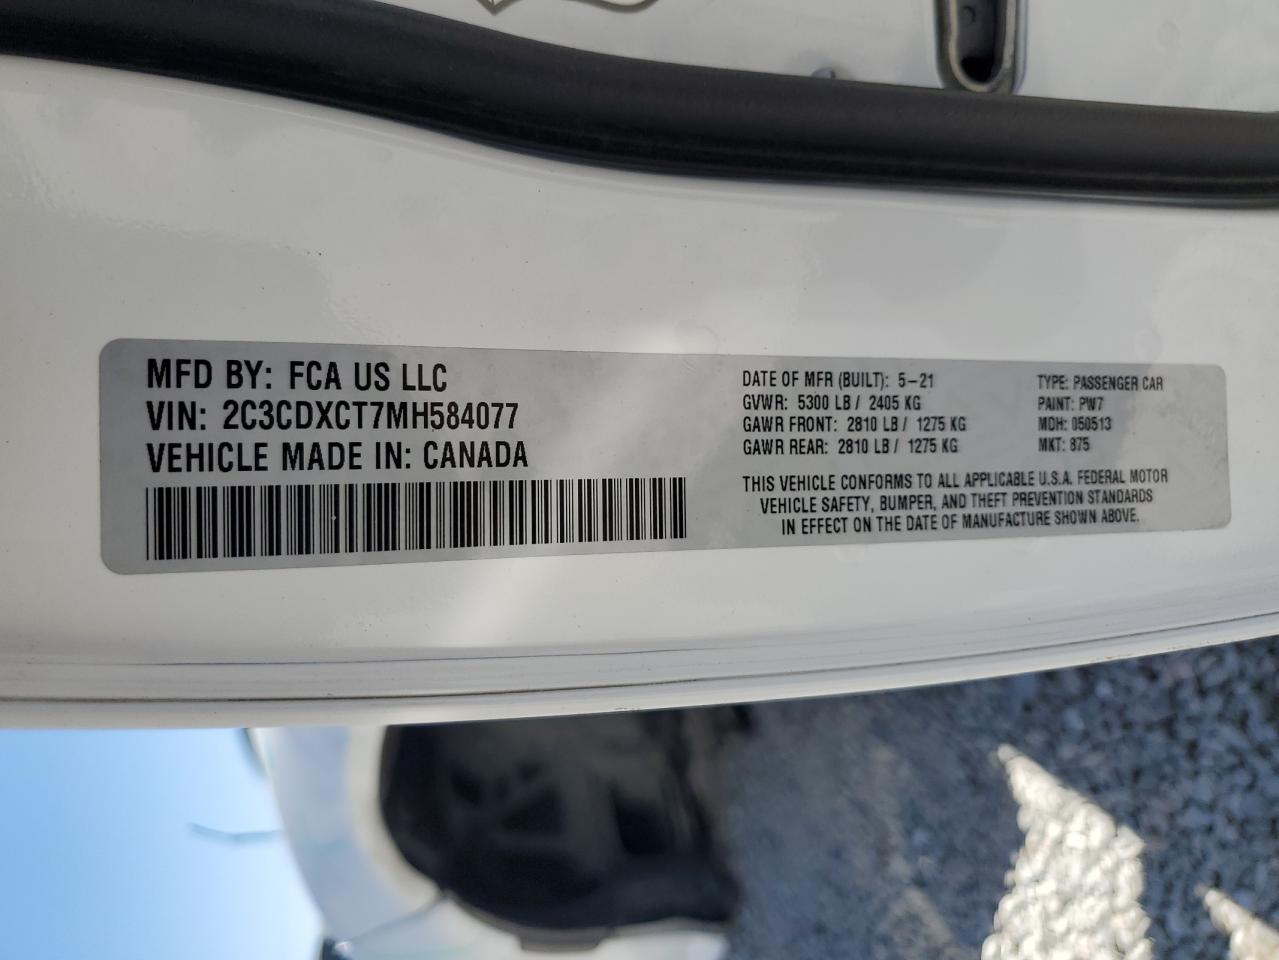 MFD BY: FCA US LLC
VIN: 2C3CDXCT7MH584077
VEHICLE MADE IN: CANADA
DATE OF MFR (BUILT): 5-21
GVWR: 5300 LB/ 2405 KG
GAWR FRONT: 2810 LB/ 1275 KG
GAWR REAR: 2810 LB/ 1275 KG
TYPE: PASSENGER CAR
PAINT: PW7
MDH: 050513
MKT: 875
THIS VEHICLE CONFORMS TO ALL APPLICABLE U.S.A. FEDERAL MOTOR
VEHICLE SAFETY, BUMPER, AND THEFT PREVENTION STANDARDS
IN EFFECT ON THE DATE OF MANUFACTURE SHOWN ABOVE.